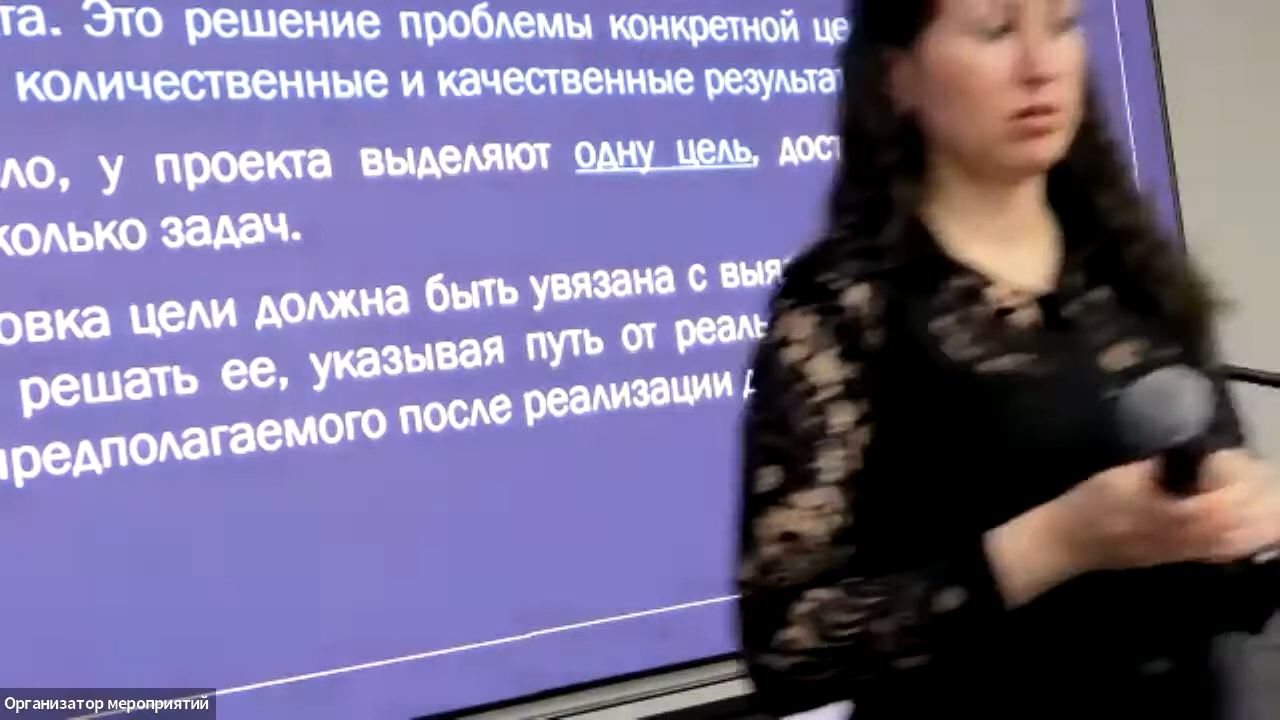 та. Это решение проблемы конкретной це
количественные и качественные результат
ло, у проекта выделяют одну цель, дост
колько задач.
овка цели должна быть увязана с выя
решать ее, указывая путь от реаль
предполагаемого после реализации д
Организатор мероприятий